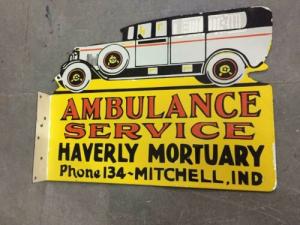 AMBULANCE
SERVICE
HAVERLY MORTUARY
Phone 134-MITCHELL, IND